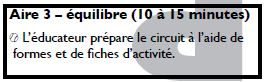 Aire 3 – équilibre (10 à 15 minutes)
L'éducateur prépare le circuit à l'aide de
formes et de fiches d'activité.